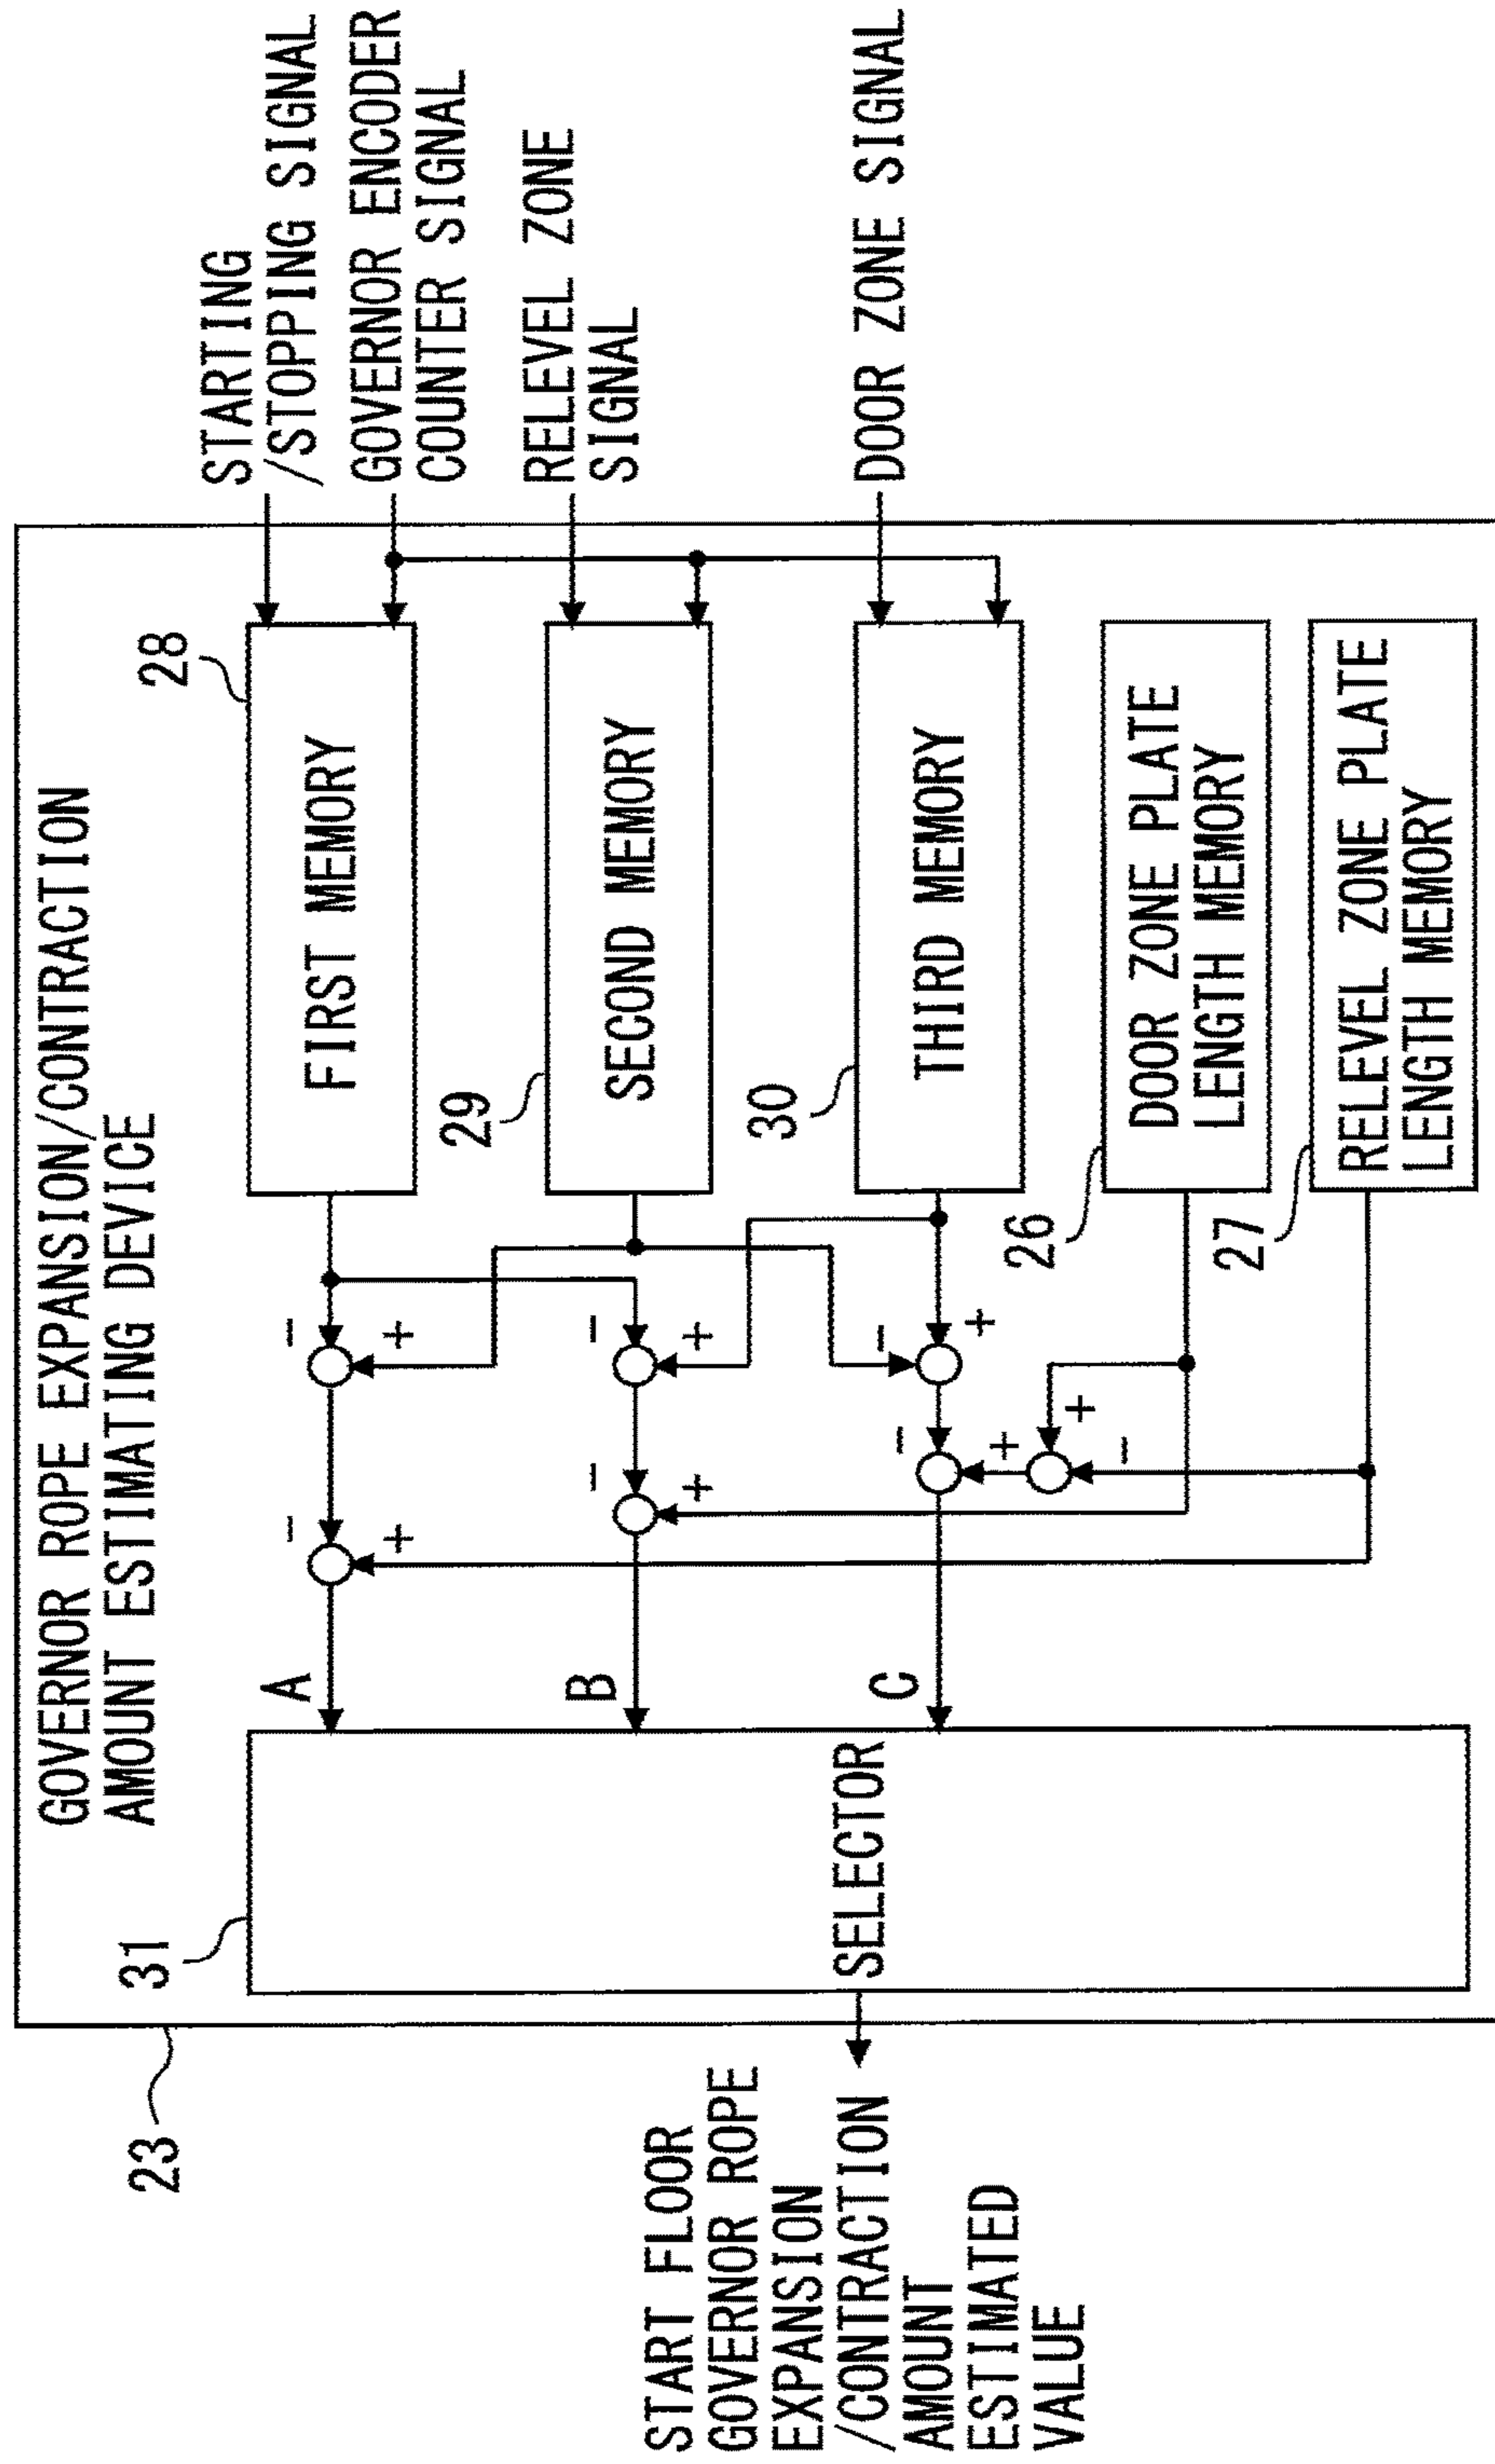 GOVERNOR ROPE EXPANSION/CONTRACTION
AMOUNT ESTIMATING DEVICE
23
31
SELECTOR
START FLOOR
GOVERNOR ROPE
EXPANSION
/CONTRACTION
AMOUNT
ESTIMATED
VALUE
A
B
C
-
+
-
+
-
+
-
+
-
+
-
+
+
-
28
FIRST MEMORY
29
SECOND MEMORY
30
THIRD MEMORY
26
DOOR ZONE PLATE
LENGTH MEMORY
27
RELEVEL ZONE PLATE
LENGTH MEMORY
STARTING
/STOPPING SIGNAL
GOVERNOR ENCODER
COUNTER SIGNAL
RELEVEL ZONE
SIGNAL
DOOR ZONE SIGNAL